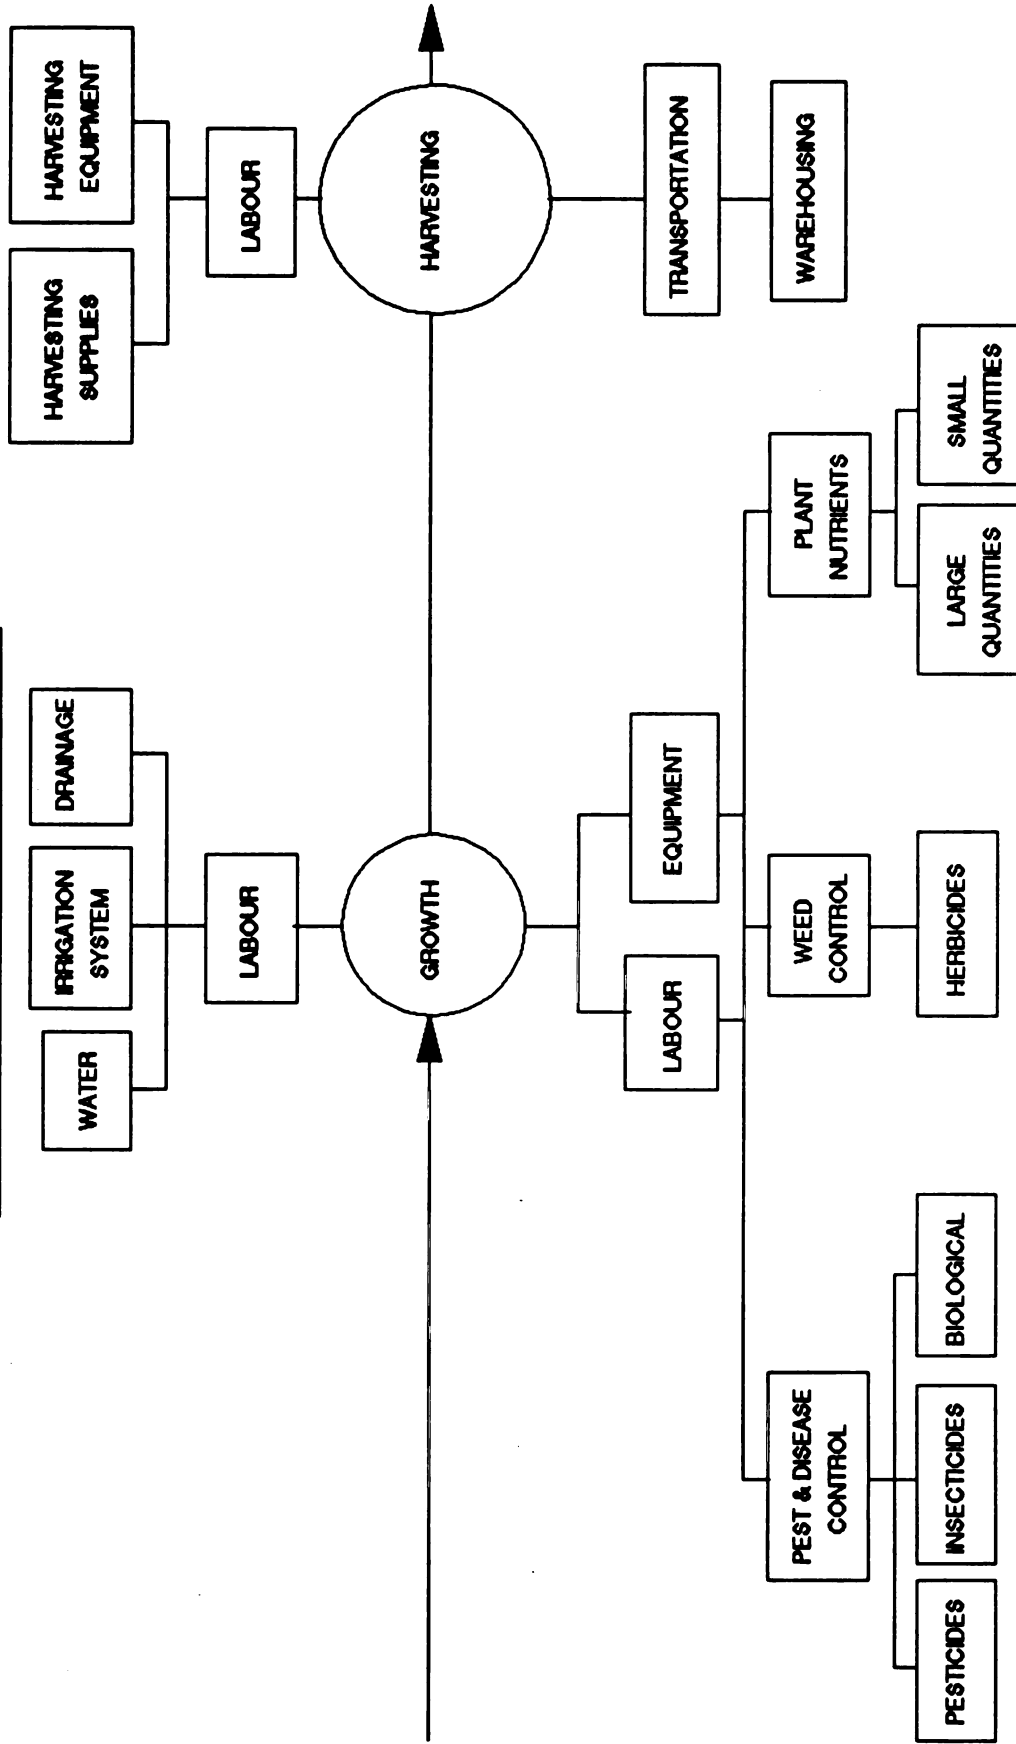 WATER
IRRIGATION
SYSTEM
DRAINAGE
HARVESTING
SUPPLIES
HARVESTING
EQUIPMENT
LABOUR
LABOUR
GROWTH
HARVESTING
LABOUR
EQUIPMENT
TRANSPORTATION
PEST & DISEASE
CONTROL
WEED
CONTROL
PLANT
NUTRIENTS
WAREHOUSING
PESTICIDES
INSECTICIDES
BIOLOGICAL
HERBICIDES
LARGE
QUANTITIES
SMALL
QUANTITIES